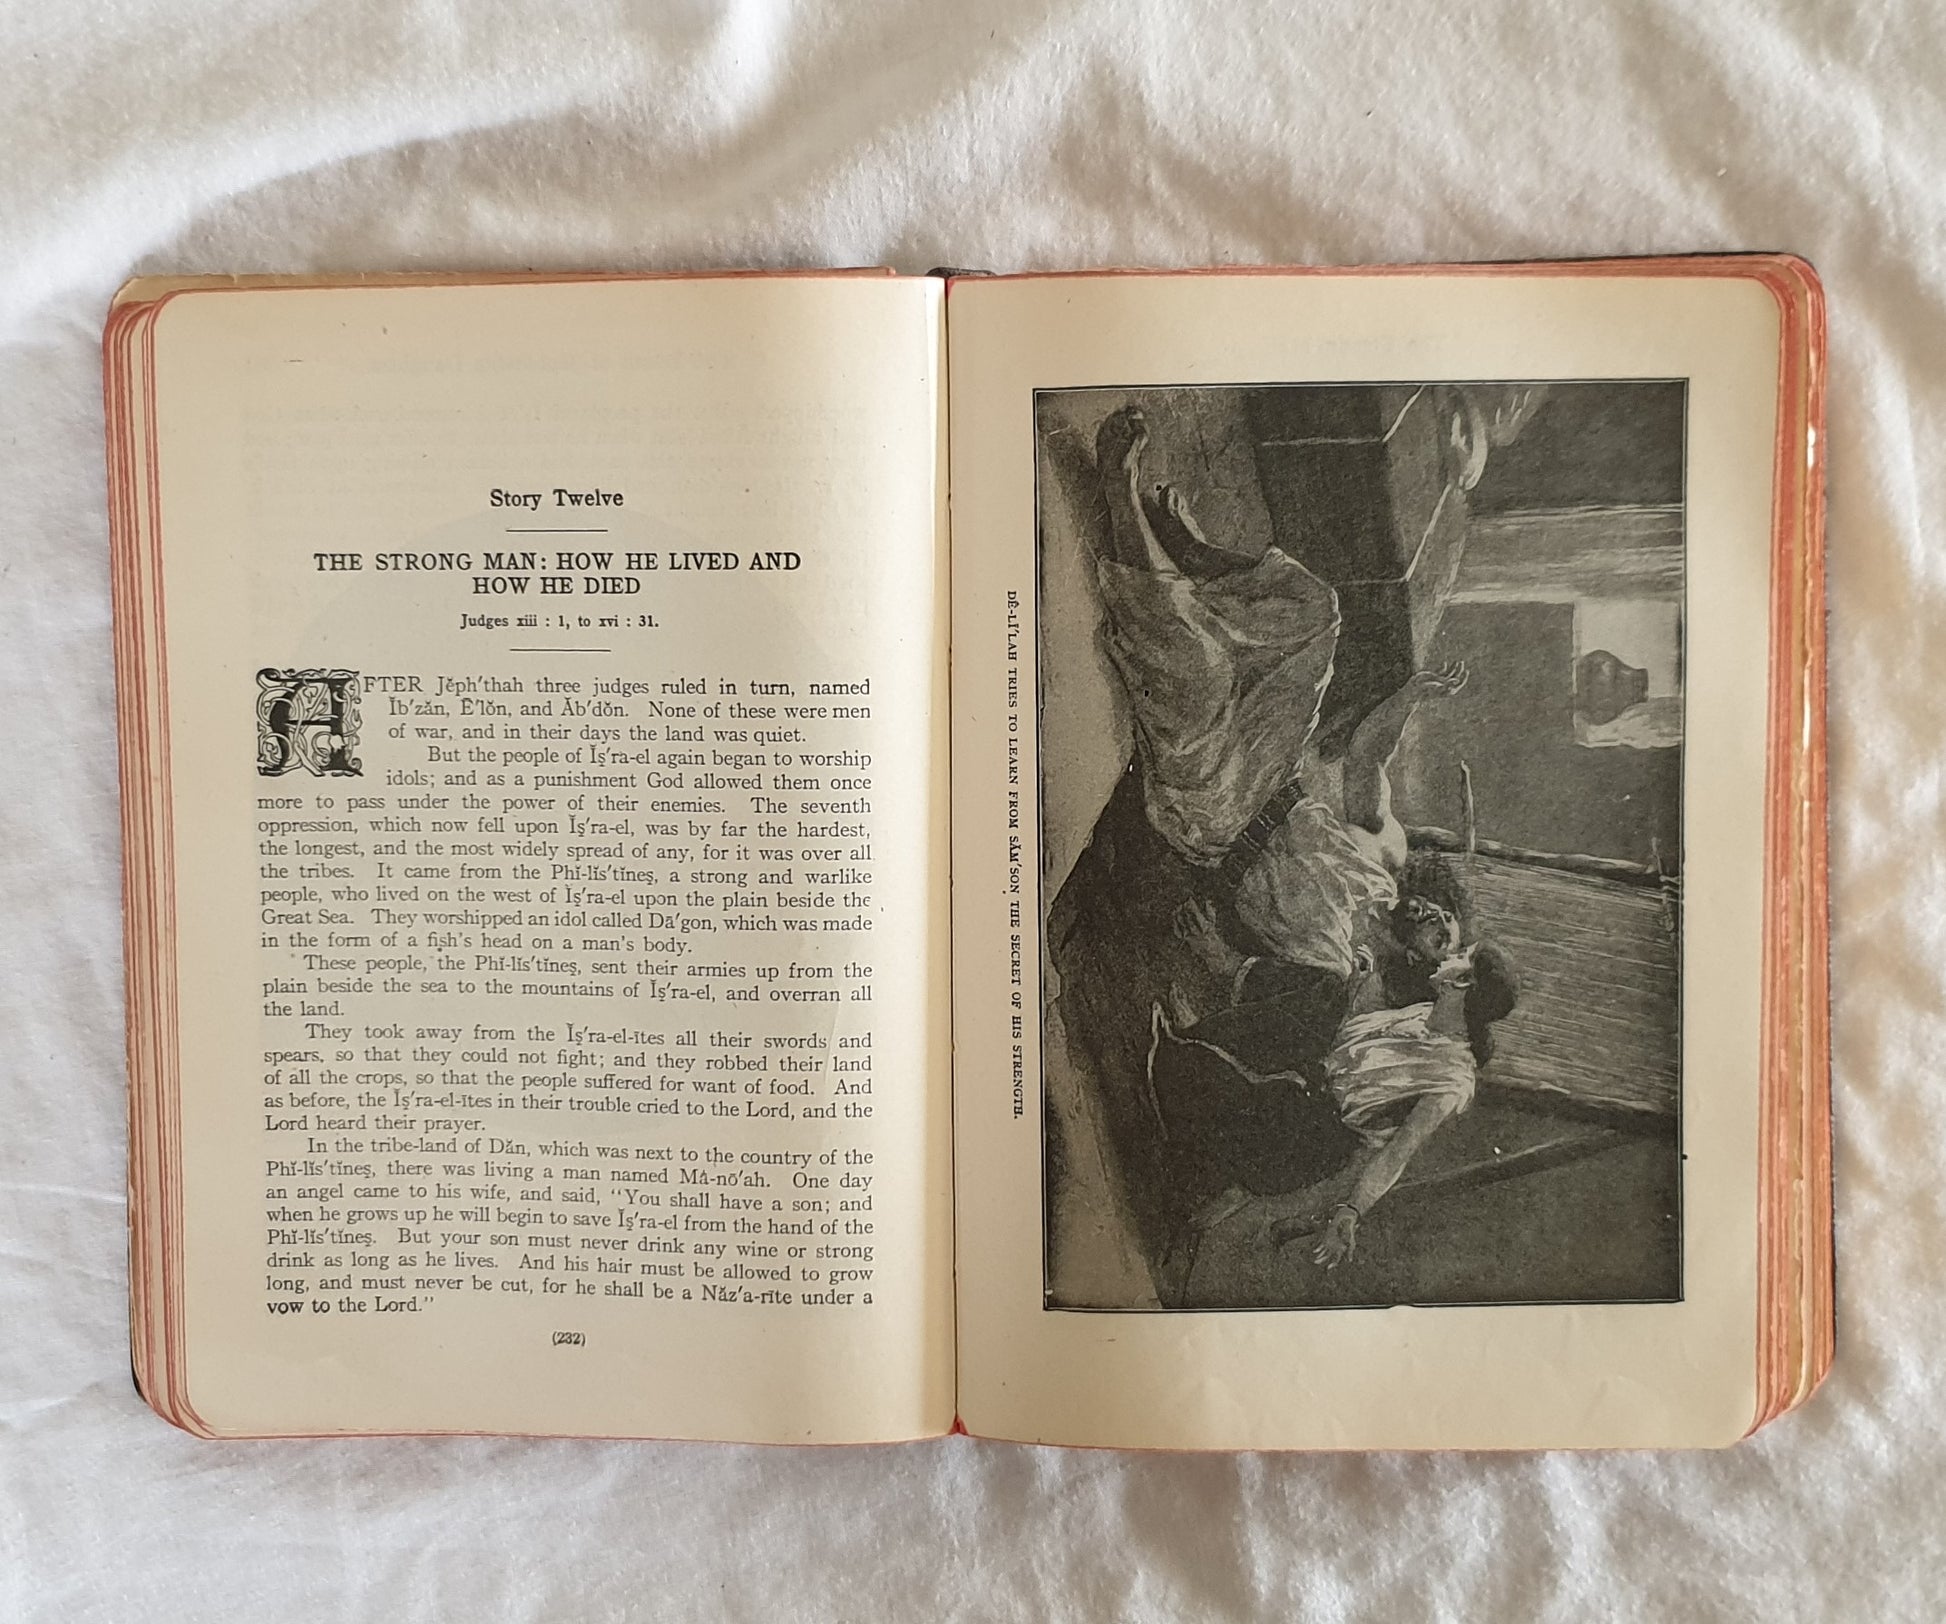 Story Twelve
THE STRONG MAN: HOW HE LIVED AND
HOW HE DIED
Judges xiii : 1, to xvi : 31.
AFTER Jĕph′thah three judges ruled in turn, named
Ĭb′zăn, Ē′lŏn, and Ăb′dŏn. None of these were men
of war, and in their days the land was quiet.
But the people of Ĭş′ra-el again began to worship
idols; and as a punishment God allowed them once
more to pass under the power of their enemies. The seventh
oppression, which now fell upon Ĭş′ra-el, was by far the hardest,
the longest, and the most widely spread of any, for it was over all
the tribes. It came from the Phĭ-lĭs′tĭneş, a strong and warlike
people, who lived on the west of Ĭş′ra-el upon the plain beside the
Great Sea. They worshipped an idol called Dā′gon, which was made
in the form of a fish's head on a man's body.
These people, the Phĭ-lĭs′tĭneş, sent their armies up from the
plain beside the sea to the mountains of Ĭş′ra-el, and overran all
the land.
They took away from the Ĭş′ra-el-ītes all their swords and
spears, so that they could not fight; and they robbed their land
of all the crops, so that the people suffered for want of food. And
as before, the Ĭş′ra-el-ītes in their trouble cried to the Lord, and the
Lord heard their prayer.
In the tribe-land of Dăn, which was next to the country of the
Phĭ-lĭs′tĭneş, there was living a man named Má-nō′ah. One day
an angel came to his wife, and said, "You shall have a son; and
when he grows up he will begin to save Ĭş′ra-el from the hand of the
Phĭ-lĭs′tĭneş. But your son must never drink any wine or strong
drink as long as he lives. And his hair must be allowed to grow
long, and must never be cut, for he shall be a Năz′a-rīte under a
vow to the Lord."
(232)
DĒ-LĪ′LAH TRIES TO LEARN FROM SĂM′SON THE SECRET OF HIS STRENGTH.